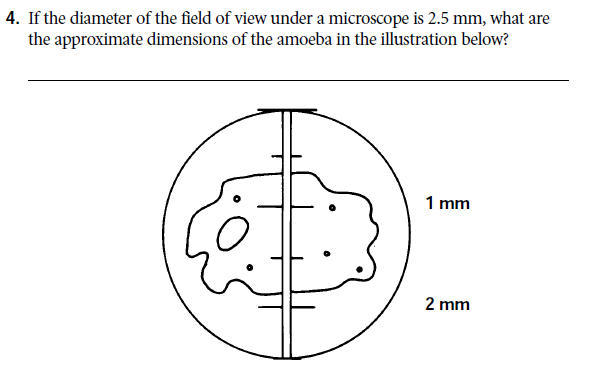 4. If the diameter of the field of view under a microscope is 2.5 mm, what are
the approximate dimensions of the amoeba in the illustration below?
1 mm
2 mm